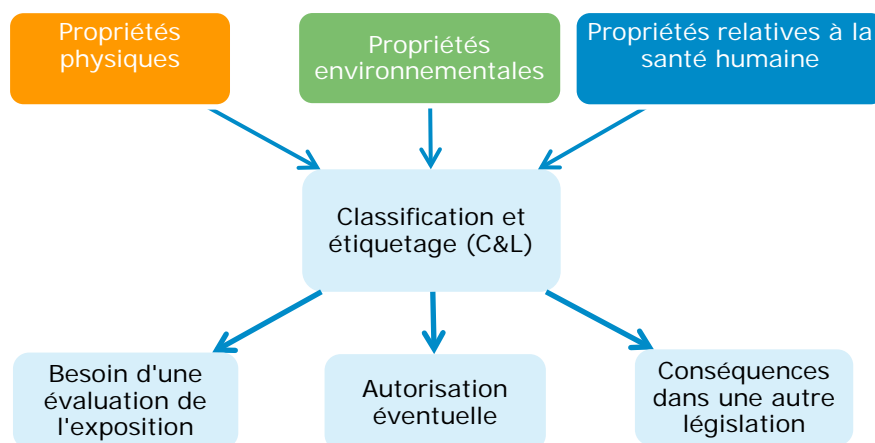 Propriétés
physiques
Propriétés
environnementales
Propriétés relatives à la
santé humaine
Classification et
étiquetage (C&L)
Besoin d'une
évaluation de
l'exposition
Autorisation
éventuelle
Conséquences
dans une autre
législation